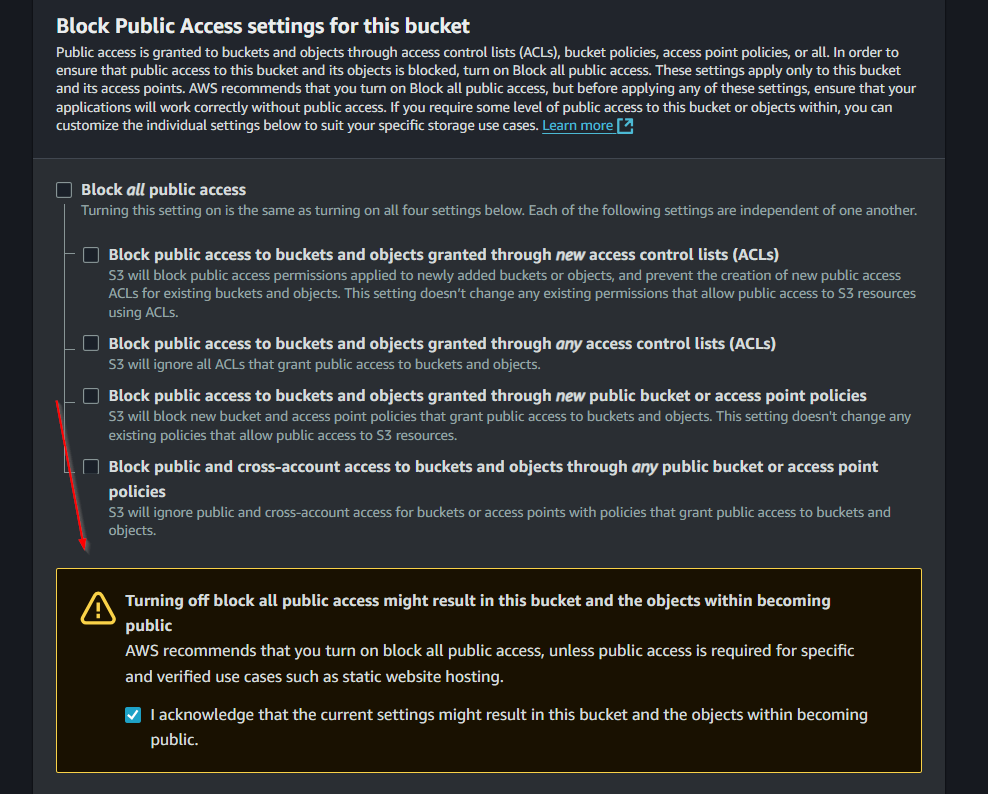 Block Public Access settings for this bucket
Public access is granted to buckets and objects through access control lists (ACLs), bucket policies, access point policies, or all. In order to
ensure that public access to this bucket and its objects is blocked, turn on Block all public access. These settings apply only to this bucket
and its access points. AWS recommends that you turn on Block all public access, but before applying any of these settings, ensure that your
applications will work correctly without public access. If you require some level of public access to this bucket or objects within, you can
customize the individual settings below to suit your specific storage use cases. Learn more
Block all public access
Turning this setting on is the same as turning on all four settings below. Each of the following settings are independent of one another.
Block public access to buckets and objects granted through new access control lists (ACLs)
S3 will block public access permissions applied to newly added buckets or objects, and prevent the creation of new public access
ACLs for existing buckets and objects. This setting doesn't change any existing permissions that allow public access to S3 resources
using ACLs.
Block public access to buckets and objects granted through any access control lists (ACLs)
S3 will ignore all ACLs that grant public access to buckets and objects.
Block public access to buckets and objects granted through new public bucket or access point policies
S3 will block new bucket and access point policies that grant public access to buckets and objects. This setting doesn't change any
existing policies that allow public access to S3 resources.
Block public and cross-account access to buckets and objects through any public bucket or access point
policies
S3 will ignore public and cross-account access for buckets or access points with policies that grant public access to buckets and
objects.
Turning off block all public access might result in this bucket and the objects within becoming
public
AWS recommends that you turn on block all public access, unless public access is required for specific
and verified use cases such as static website hosting.
I acknowledge that the current settings might result in this bucket and the objects within becoming
public.